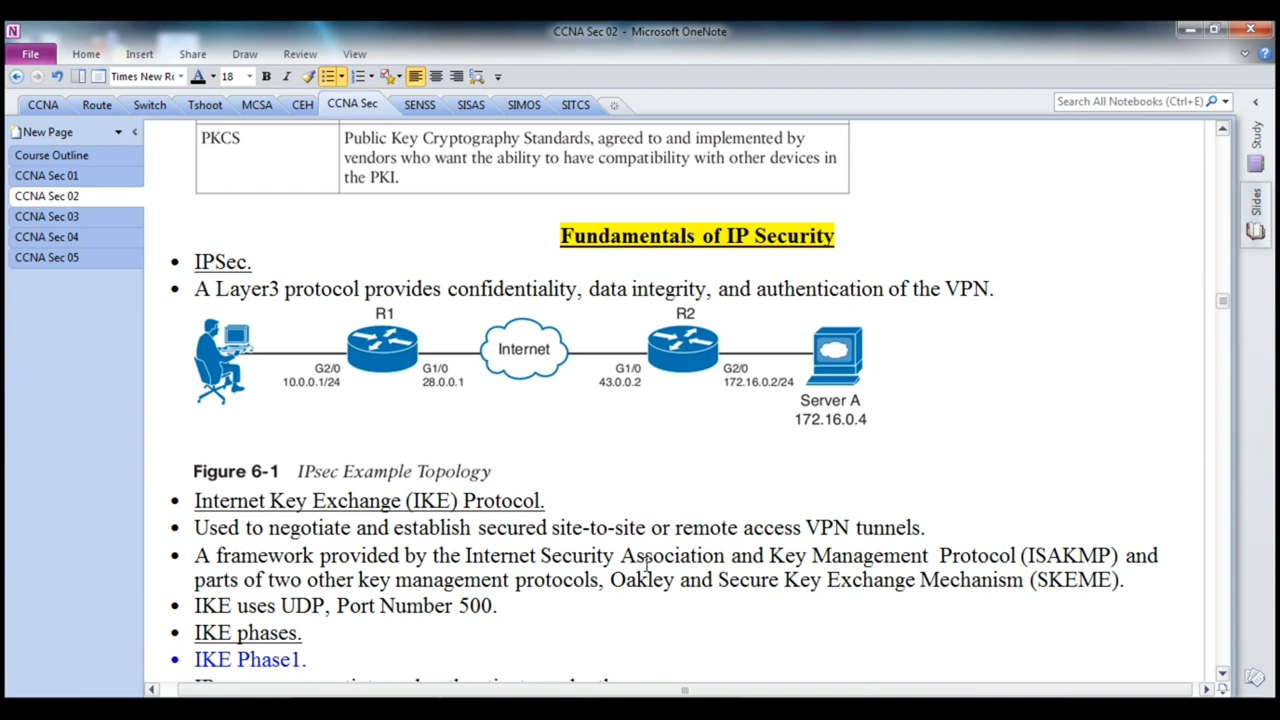 CCNA Sec 02 - Microsoft OneNote
File Home Insert Share Draw Review View
Times New Ro 18 B I
CCNA Route Switch Tshoot MCSA CEH CCNA Sec SENSS SISAS SIMOS SITCS
Search All Notebooks (Ctrl+E)
New Page
Course Outline
CCNA Sec 01
CCNA Sec 02
CCNA Sec 03
CCNA Sec 04
CCNA Sec 05
Study
Slides
PKCS
Public Key Cryptography Standards, agreed to and implemented by
vendors who want the ability to have compatibility with other devices in
the PKI.
Fundamentals of IP Security
• IPSec.
• A Layer3 protocol provides confidentiality, data integrity, and authentication of the VPN.
R1 R2
Internet
G2/0 G1/0 G1/0 G2/0
10.0.0.1/24 28.0.0.1 43.0.0.2 172.16.0.2/24
Server A
172.16.0.4
Figure 6-1 IPsec Example Topology
• Internet Key Exchange (IKE) Protocol.
• Used to negotiate and establish secured site-to-site or remote access VPN tunnels.
• A framework provided by the Internet Security Association and Key Management Protocol (ISAKMP) and
parts of two other key management protocols, Oakley and Secure Key Exchange Mechanism (SKEME).
• IKE uses UDP, Port Number 500.
• IKE phases.
• IKE Phase1.